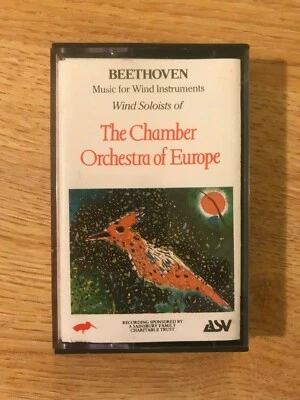 BEETHOVEN
Music for Wind Instruments
Wind Soloists of
The Chamber
Orchestra of Europe
RECORDING SPONSORED BY
A SAINSBURY FAMILY
CHARITABLE TRUST
ASV